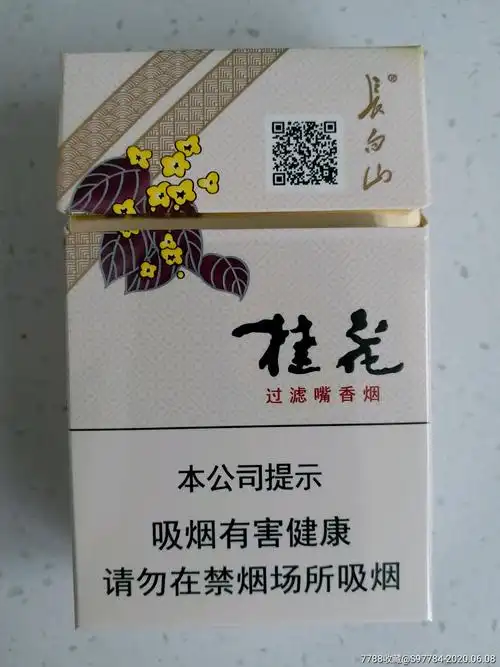 長白山®
桂花
过滤嘴香烟
本公司提示
吸烟有害健康
请勿在禁烟场所吸烟
7788收藏@S97784-2020.06.08